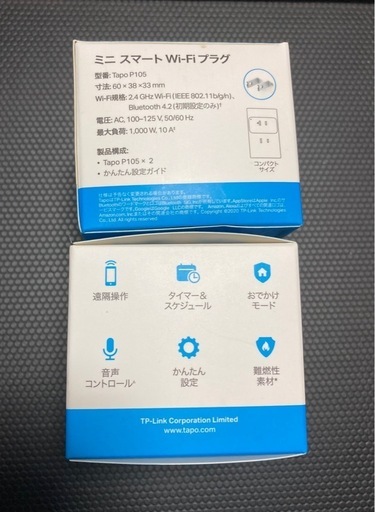 ミニ スマート Wi-Fi プラグ
型番: Tapo P105
寸法: 60×38×33 mm
Wi-Fi規格: 2.4 GHz Wi-Fi (IEEE 802.11b/g/n)、
Bluetooth 4.2 (初期設定のみ)‡
電圧: AC, 100–125 V, 50/60 Hz
最大負荷: 1,000 W, 10 A³
製品構成:
・ Tapo P105 × 2
・ かんたん設定ガイド
コンパクト
サイズ
遠隔操作
タイマー&
スケジュール
おでかけ
モード
音声
コントロール
かんたん
設定
難燃性
素材*
TP-Link Corporation Limited
www.tapo.com